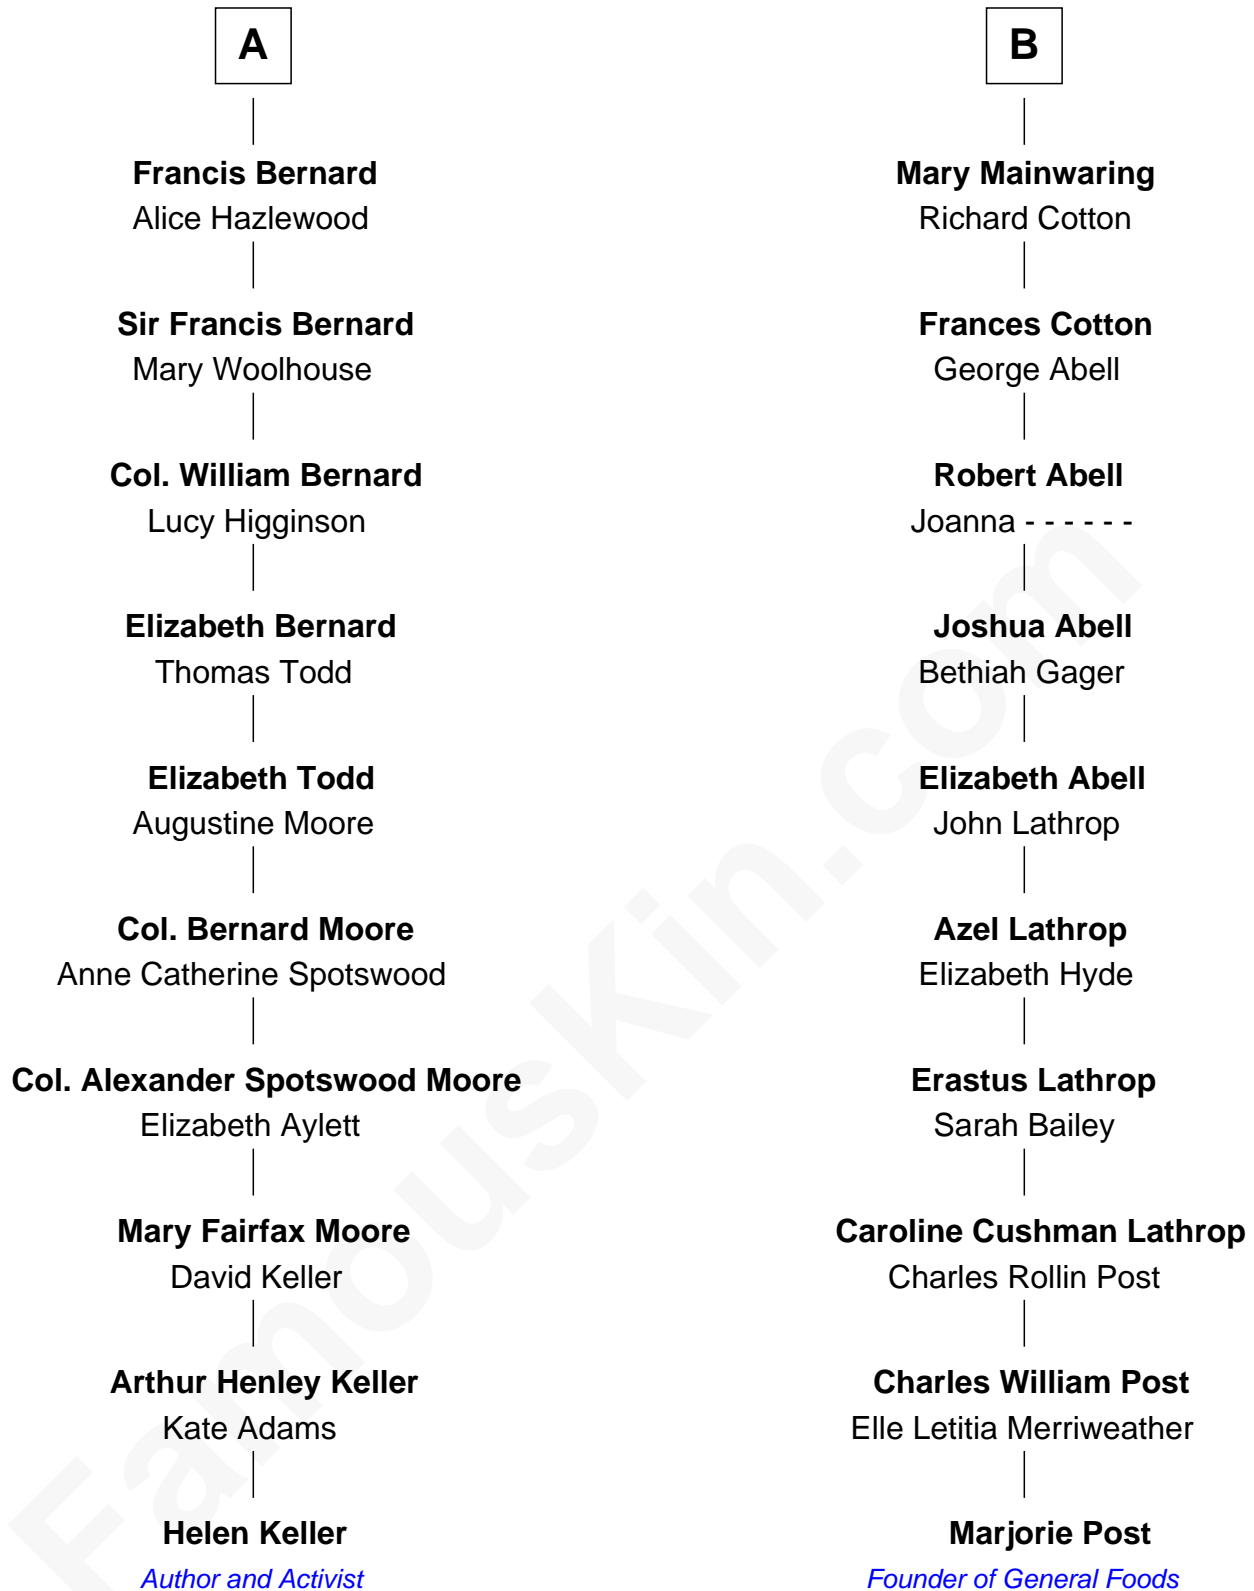 A
Francis Bernard
Alice Hazlewood
Sir Francis Bernard
Mary Woolhouse
Col. William Bernard
Lucy Higginson
Elizabeth Bernard
Thomas Todd
Elizabeth Todd
Augustine Moore
Col. Bernard Moore
Anne Catherine Spotswood
Col. Alexander Spotswood Moore
Elizabeth Aylett
Mary Fairfax Moore
David Keller
Arthur Henley Keller
Kate Adams
Helen Keller
Author and Activist
B
Mary Mainwaring
Richard Cotton
Frances Cotton
George Abell
Robert Abell
Joanna - - - - - -
Joshua Abell
Bethiah Gager
Elizabeth Abell
John Lathrop
Azel Lathrop
Elizabeth Hyde
Erastus Lathrop
Sarah Bailey
Caroline Cushman Lathrop
Charles Rollin Post
Charles William Post
Elle Letitia Merriweather
Marjorie Post
Founder of General Foods
FamousKin.com